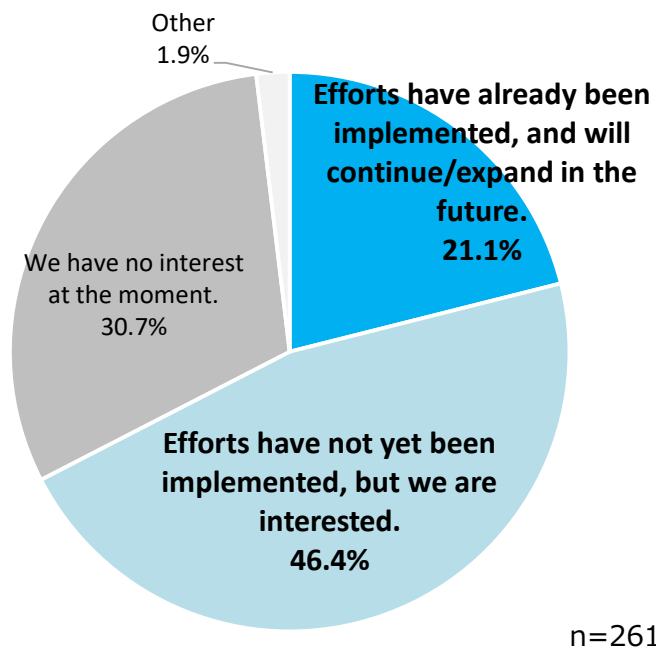 Other
1.9%
Efforts have already been
implemented, and will
continue/expand in the
future.
21.1%
We have no interest
at the moment.
30.7%
Efforts have not yet been
implemented, but we are
interested.
46.4%
n=261